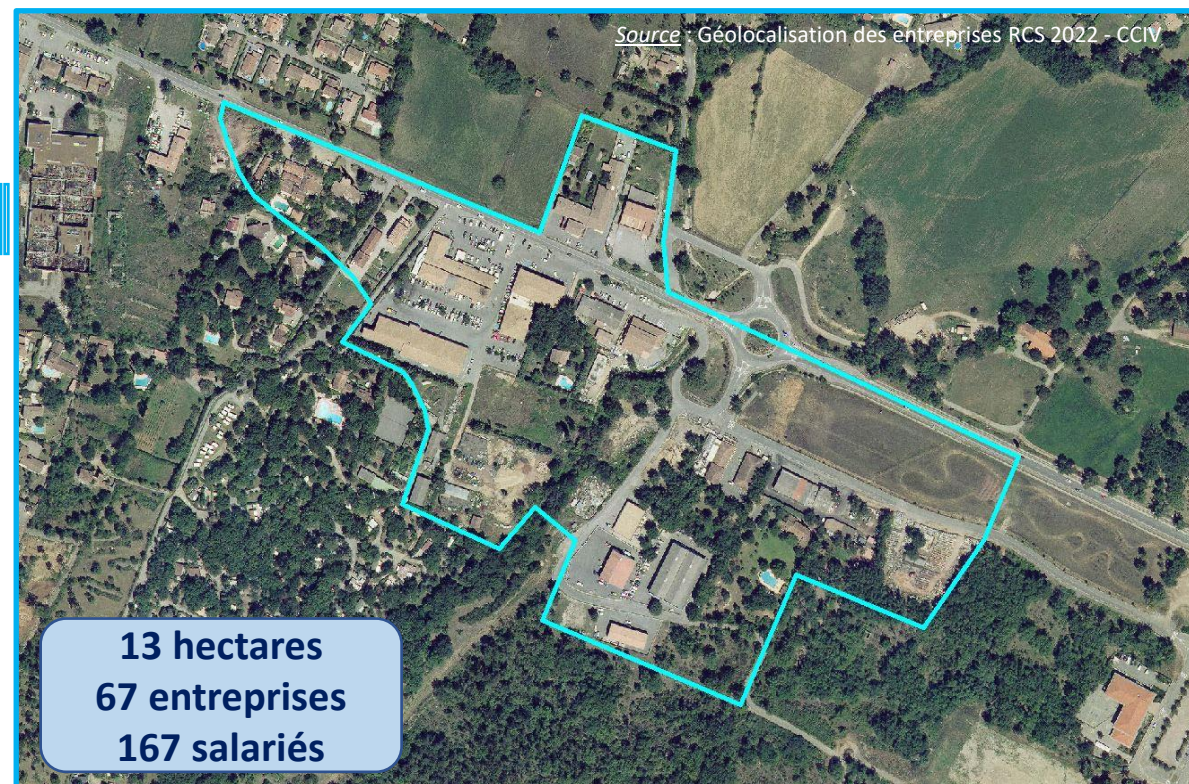 Source : Géolocalisation des entreprises RCS 2022 - CCIV
13 hectares
67 entreprises
167 salariés